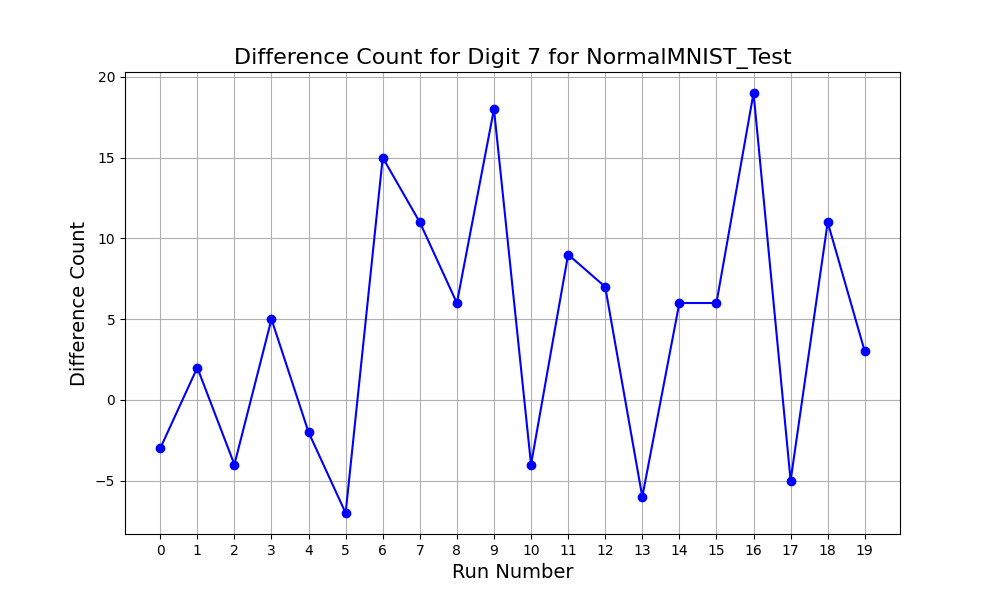 Difference Count for Digit 7 for NormalMNIST_Test
Difference Count
20
15
10
5
0
−5
0 1 2 3 4 5 6 7 8 9 10 11 12 13 14 15 16 17 18 19
Run Number